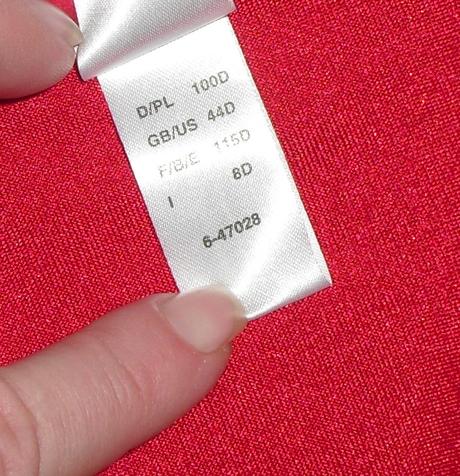 D/PL 100D
GB/US 44D
F/B/E 115D
I 8D
6-47028